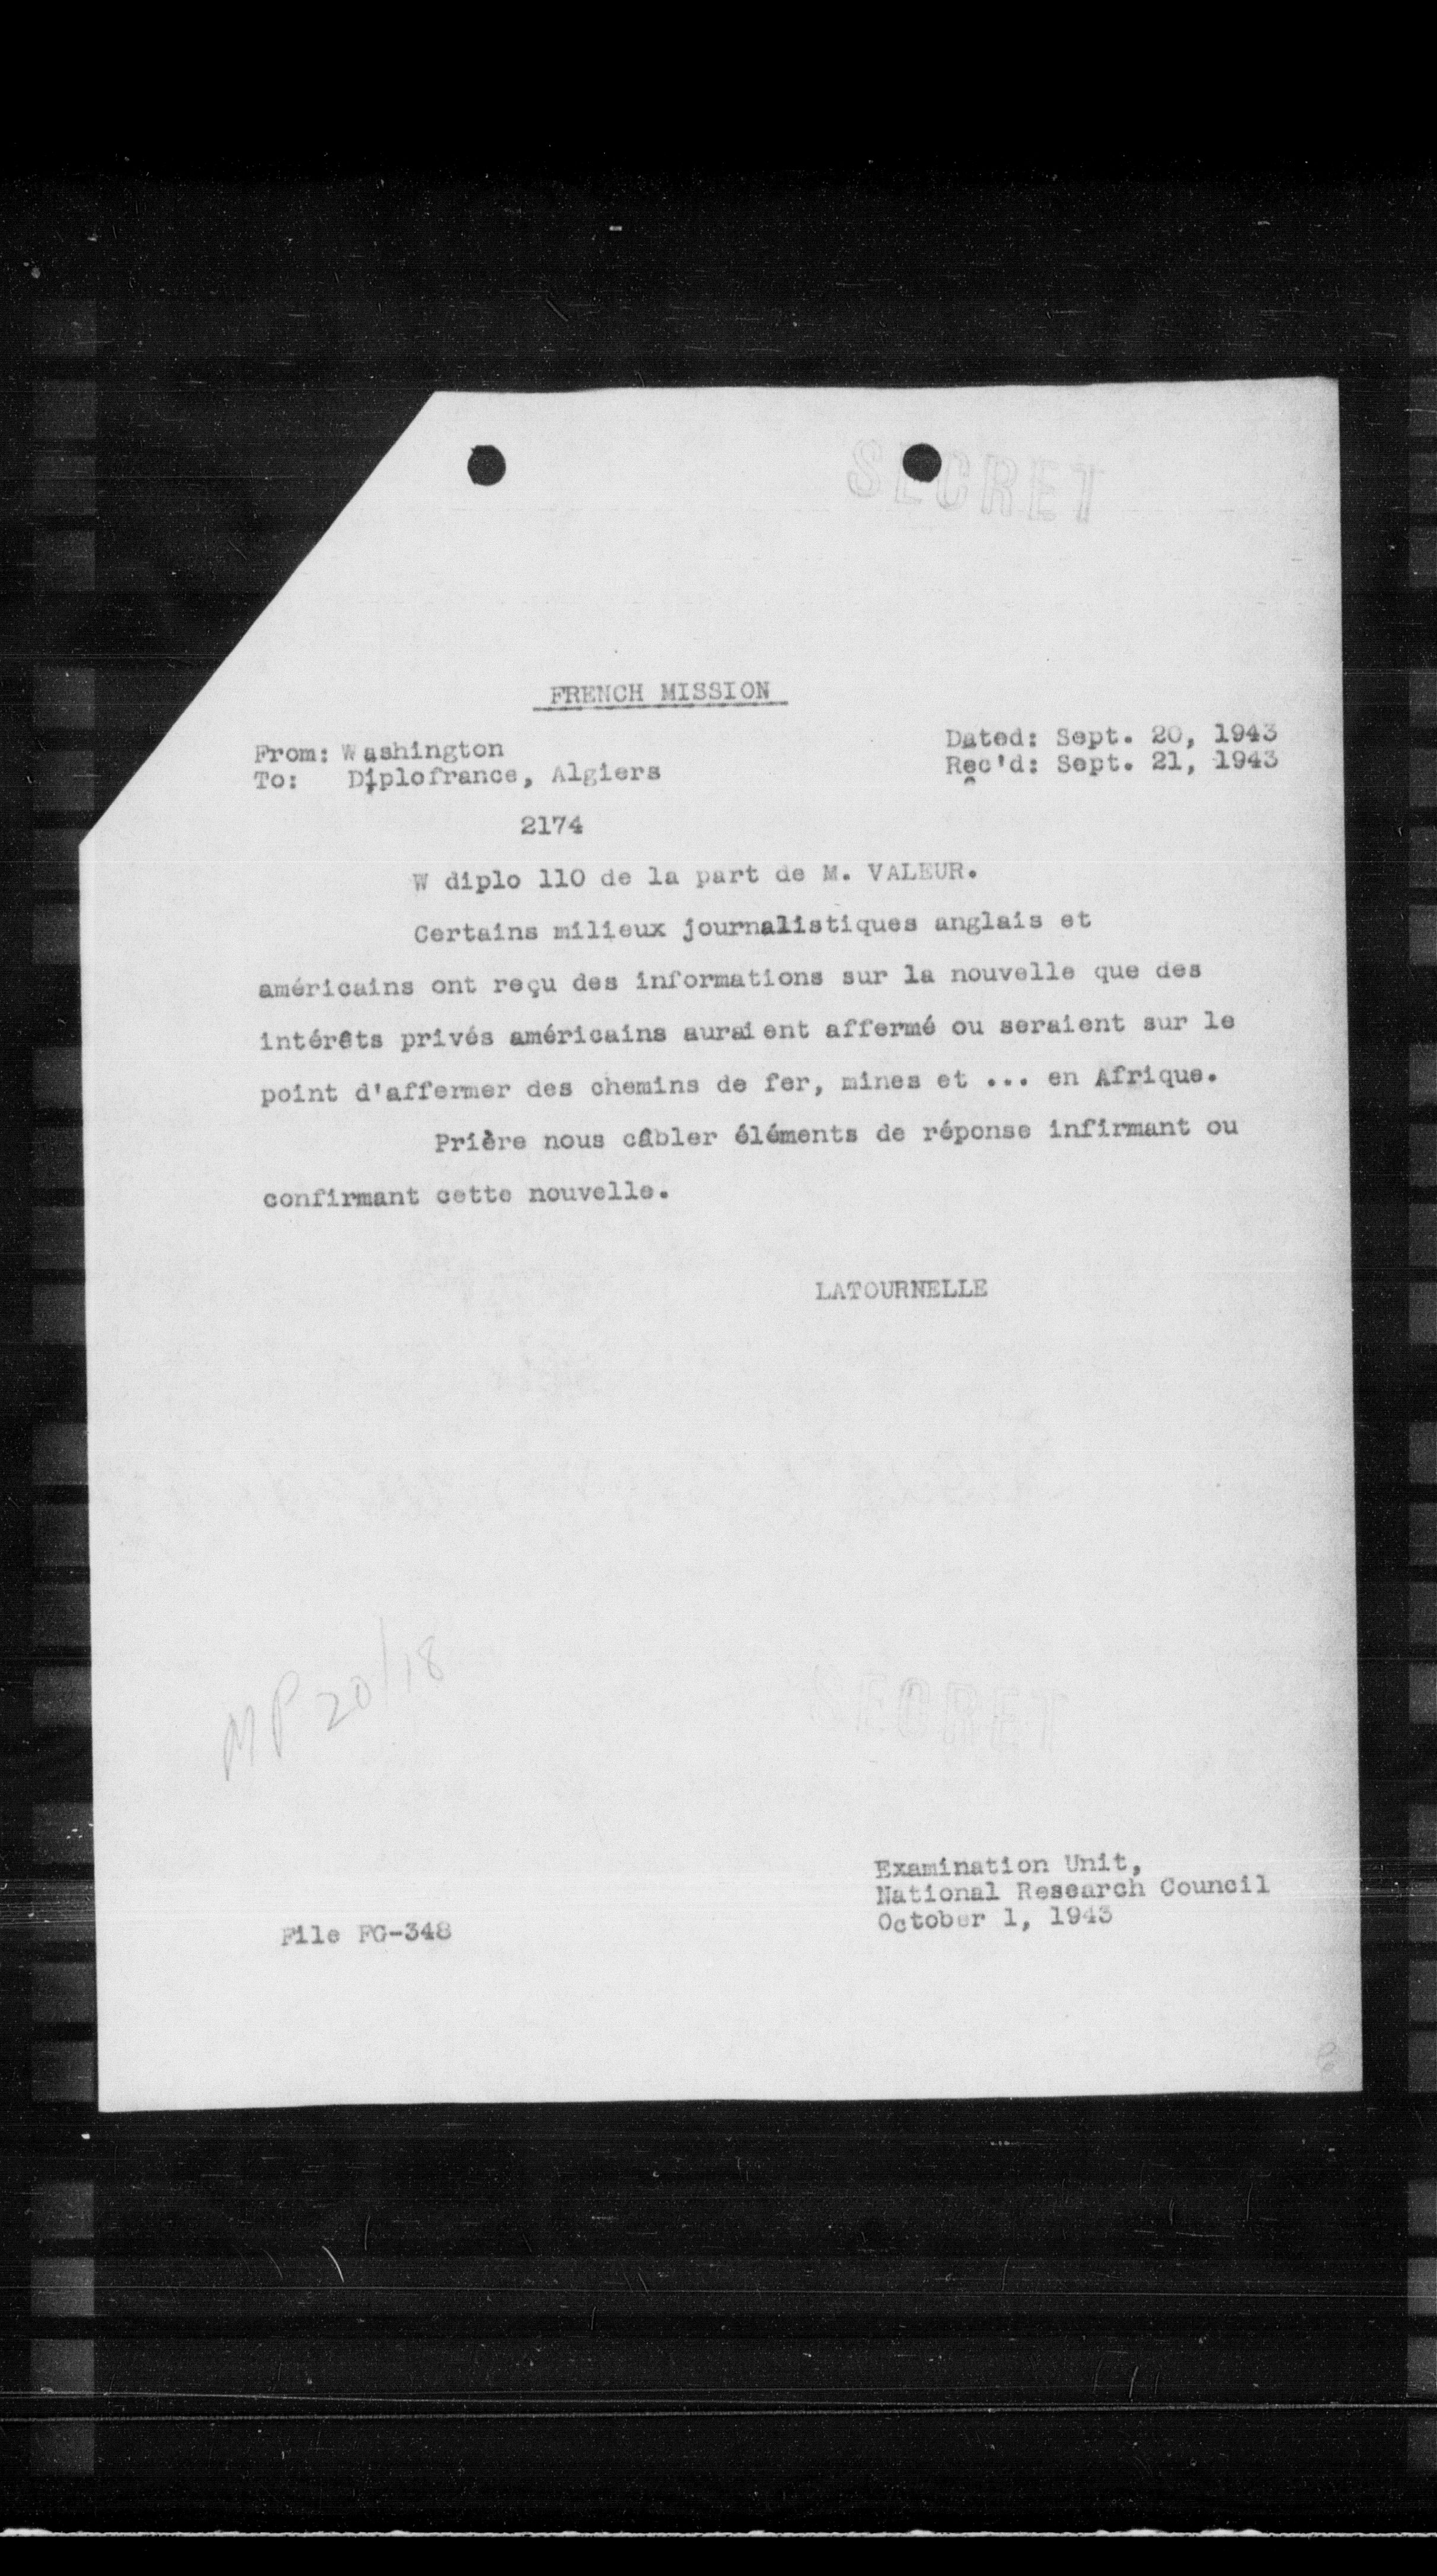 SECRET
FRENCH MISSION
From: Washington
To: Diplofrance, Algiers
Dated: Sept. 20, 1943
Rec'd: Sept. 21, 1943
2174
W diplo 110 de la part de M. VALEUR.
Certains milieux journalistiques anglais et
américains ont reçu des informations sur la nouvelle que des
intérêts privés américains auraient affermé ou seraient sur le
point d'affermer des chemins de fer, mines et ... en Afrique.
Prière nous câbler éléments de réponse infirmant ou
confirmant cette nouvelle.
LATOURNELLE
MP 20/18
SECRET
Examination Unit,
National Research Council
October 1, 1943
File FG-348